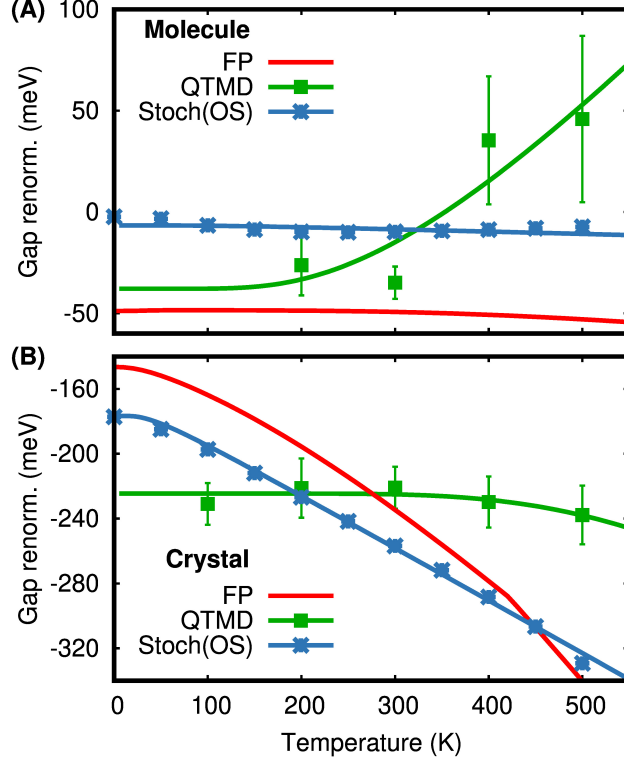 (A)
100
50
0
-50
Gap renorm. (meV)
Molecule
FP
QTMD
Stoch(OS)
(B)
-160
-200
-240
-280
-320
Gap renorm. (meV)
Crystal
FP
QTMD
Stoch(OS)
0 100 200 300 400 500
Temperature (K)